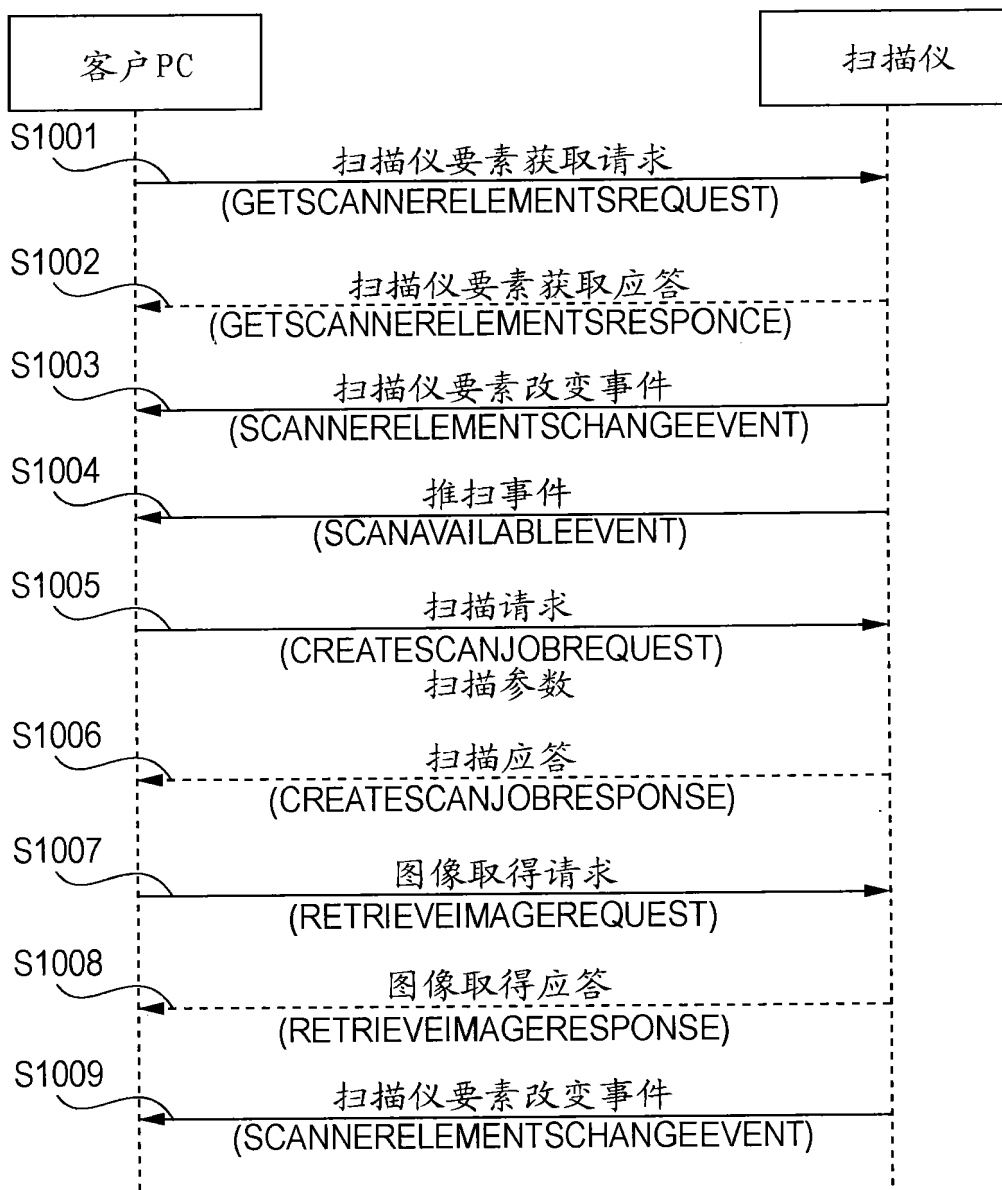 客户PC
扫描仪
S1001
扫描仪要素获取请求
(GETSCANNERELEMENTSREQUEST)
S1002
扫描仪要素获取应答
(GETSCANNERELEMENTSRESPONCE)
S1003
扫描仪要素改变事件
(SCANNERELEMENTSCHANGEEVENT)
S1004
推扫事件
(SCANAVAILABLEEVENT)
S1005
扫描请求
(CREATESCANJOBREQUEST)
扫描参数
S1006
扫描应答
(CREATESCANJOBRESPONSE)
S1007
图像取得请求
(RETRIEVEIMAGEREQUEST)
S1008
图像取得应答
(RETRIEVEIMAGERESPONSE)
S1009
扫描仪要素改变事件
(SCANNERELEMENTSCHANGEEVENT)